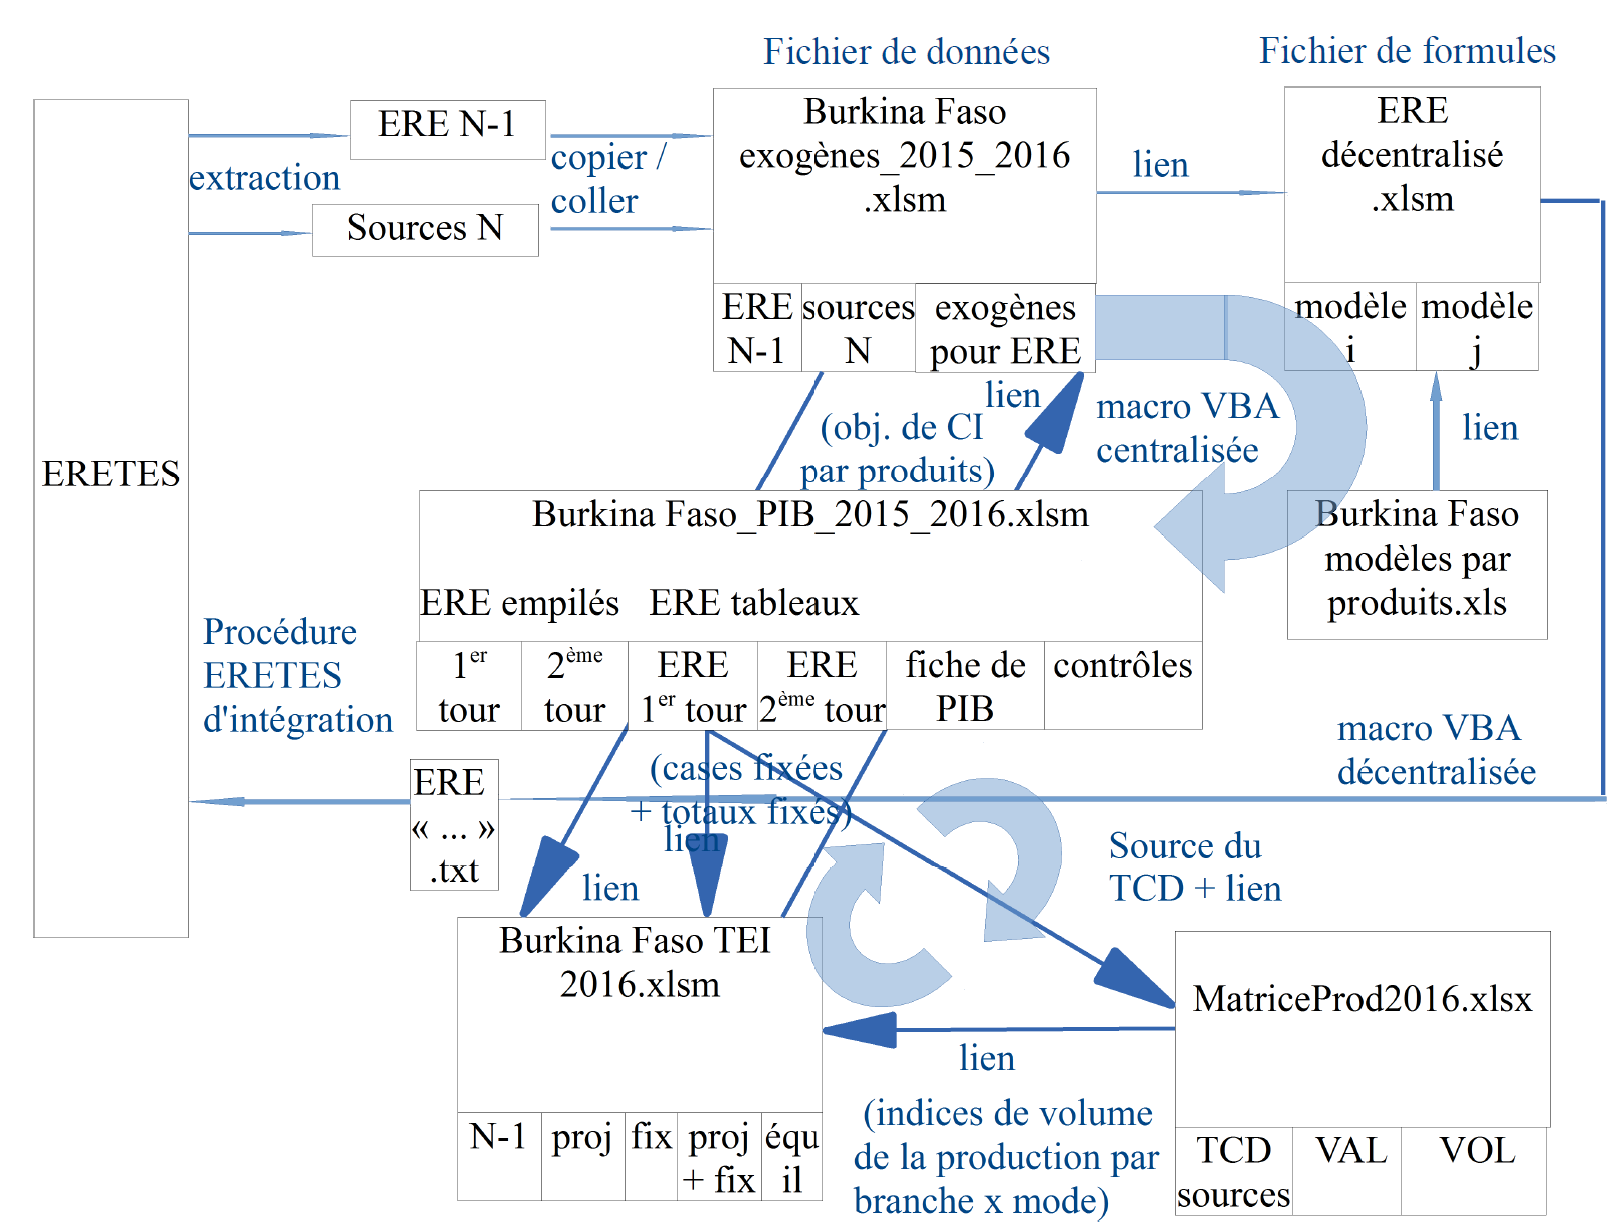 Fichier de données
Fichier de formules
ERETES
extraction
ERE N-1
Sources N
copier /
coller
Burkina Faso
exogènes_2015_2016
.xlsm
ERE
N-1
sources
N
exogènes
pour ERE
lien
ERE
décentralisé
.xlsm
modèle
i
modèle
j
lien
(obj. de CI
par produits)
macro VBA
centralisée
lien
Burkina Faso
modèles par
produits.xls
Burkina Faso_PIB_2015_2016.xlsm
ERE empilés
ERE tableaux
1er
tour
2ème
tour
ERE
1er tour
ERE
2ème tour
fiche de
PIB
contrôles
Procédure
ERETES
d'intégration
macro VBA
décentralisée
ERE
« ... »
.txt
(cases fixées
+ totaux fixés)
lien
lien
Source du
TCD + lien
Burkina Faso TEI
2016.xlsm
N-1
proj
fix
proj
+ fix
équ
il
MatriceProd2016.xlsx
TCD
sources
VAL
VOL
lien
(indices de volume
de la production par
branche x mode)